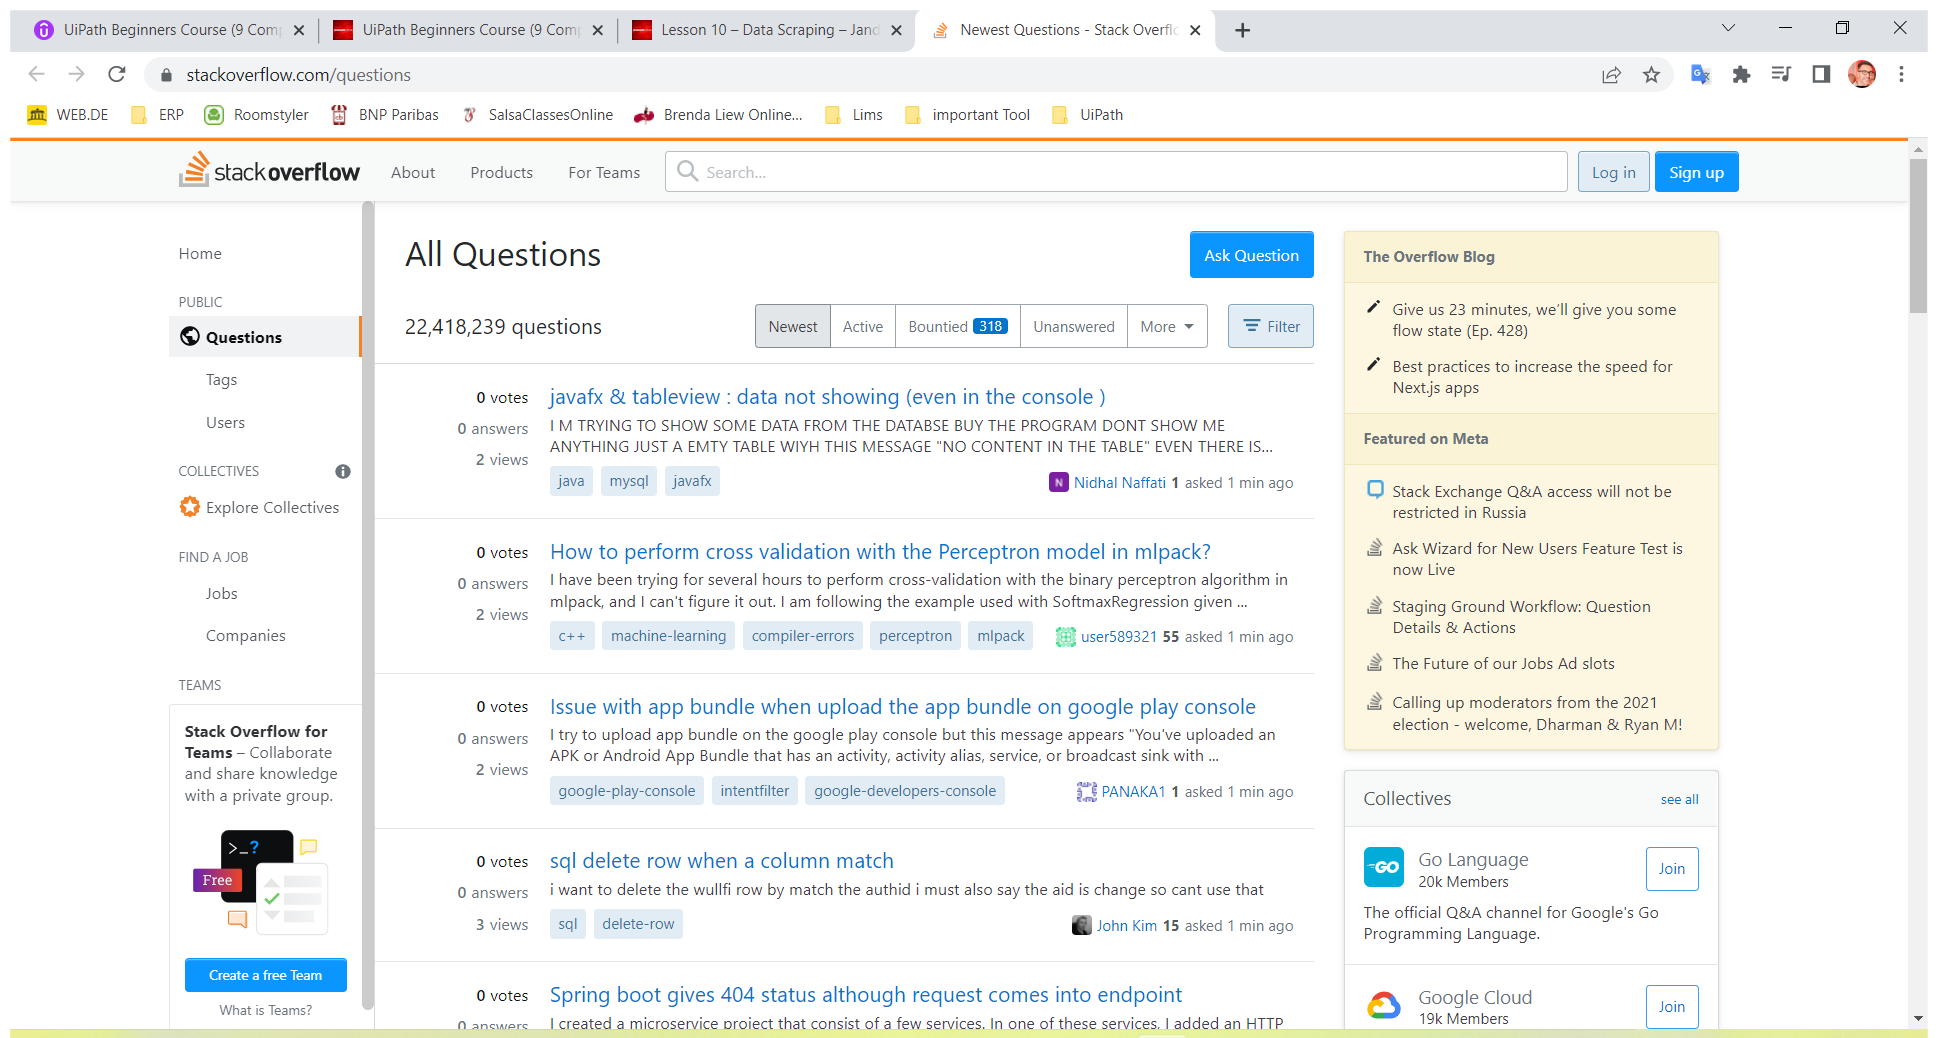 UiPath Beginners Course (9 Com
UiPath Beginners Course (9 Com
Lesson 10 – Data Scraping – Jand
Newest Questions - Stack Overfl
stackoverflow.com/questions
WEB.DE
ERP
Roomstyler
BNP Paribas
SalsaClassesOnline
Brenda Liew Online...
Lims
important Tool
UiPath
stackoverflow
About
Products
For Teams
Search...
Log in
Sign up
Home
PUBLIC
Questions
Tags
Users
COLLECTIVES
Explore Collectives
FIND A JOB
Jobs
Companies
TEAMS
Stack Overflow for
Teams – Collaborate
and share knowledge
with a private group.
>_?
Free
Create a free Team
What is Teams?
All Questions
Ask Question
22,418,239 questions
Newest
Active
Bountied 318
Unanswered
More
Filter
0 votes
0 answers
2 views
javafx & tableview : data not showing (even in the console )
I M TRYING TO SHOW SOME DATA FROM THE DATABSE BUY THE PROGRAM DONT SHOW ME
ANYTHING JUST A EMTY TABLE WIYH THIS MESSAGE "NO CONTENT IN THE TABLE" EVEN THERE IS...
java mysql javafx
N Nidhal Naffati 1 asked 1 min ago
0 votes
0 answers
2 views
How to perform cross validation with the Perceptron model in mlpack?
I have been trying for several hours to perform cross-validation with the binary perceptron algorithm in
mlpack, and I can't figure it out. I am following the example used with SoftmaxRegression given ...
c++ machine-learning compiler-errors perceptron mlpack
user589321 55 asked 1 min ago
0 votes
0 answers
2 views
Issue with app bundle when upload the app bundle on google play console
I try to upload app bundle on the google play console but this message appears "You've uploaded an
APK or Android App Bundle that has an activity, activity alias, service, or broadcast sink with ...
google-play-console intentfilter google-developers-console
PANAKA1 1 asked 1 min ago
0 votes
0 answers
3 views
sql delete row when a column match
i want to delete the wullfi row by match the authid i must also say the aid is change so cant use that
sql delete-row
John Kim 15 asked 1 min ago
0 votes
0 answers
Spring boot gives 404 status although request comes into endpoint
I created a microservice project that consist of a few services. In one of these services, I added an HTTP
The Overflow Blog
Give us 23 minutes, we'll give you some
flow state (Ep. 428)
Best practices to increase the speed for
Next.js apps
Featured on Meta
Stack Exchange Q&A access will not be
restricted in Russia
Ask Wizard for New Users Feature Test is
now Live
Staging Ground Workflow: Question
Details & Actions
The Future of our Jobs Ad slots
Calling up moderators from the 2021
election - welcome, Dharman & Ryan M!
Collectives
see all
GO
Go Language
20k Members
Join
The official Q&A channel for Google's Go
Programming Language.
Google Cloud
19k Members
Join